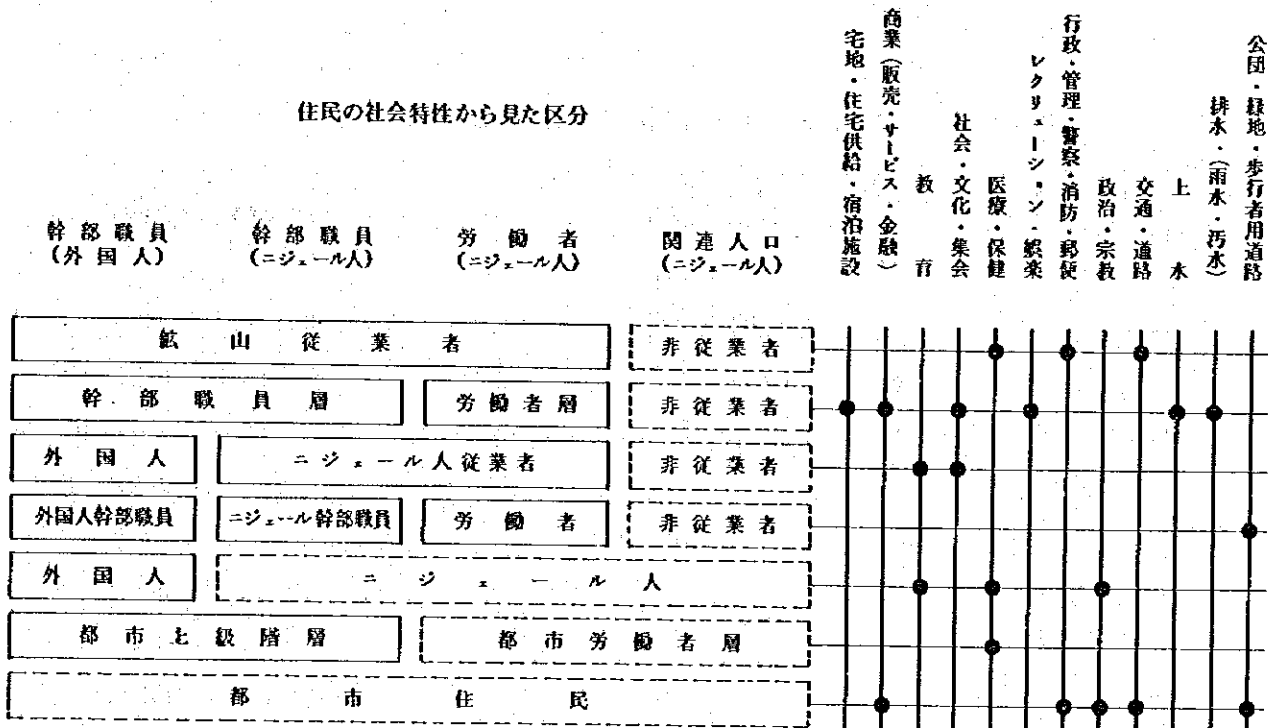 住民の社会特性から見た区分
幹部職員
(外国人)
幹部職員
(ニジェール人)
労働者
(ニジェール人)
関連人口
(ニジェール人)
宅地・住宅供給・宿泊施設
商業(販売・サービス・金融)
教育
社会・文化・集会
医療・保健
レクリェーション・娯楽
行政・管理・警察・消防・郵便
政治・宗教
交通・道路
上水
排水・(雨水・汚水)
公団・緑地・歩行者用道路
鉱山従業者
非従業者
幹部職員層
労働者層
非従業者
外国人
ニジェール人従業者
非従業者
外国人幹部職員
ニジェール幹部職員
労働者
非従業者
外国人
ニジェール人
都市上級階層
都市労働者層
都市住民